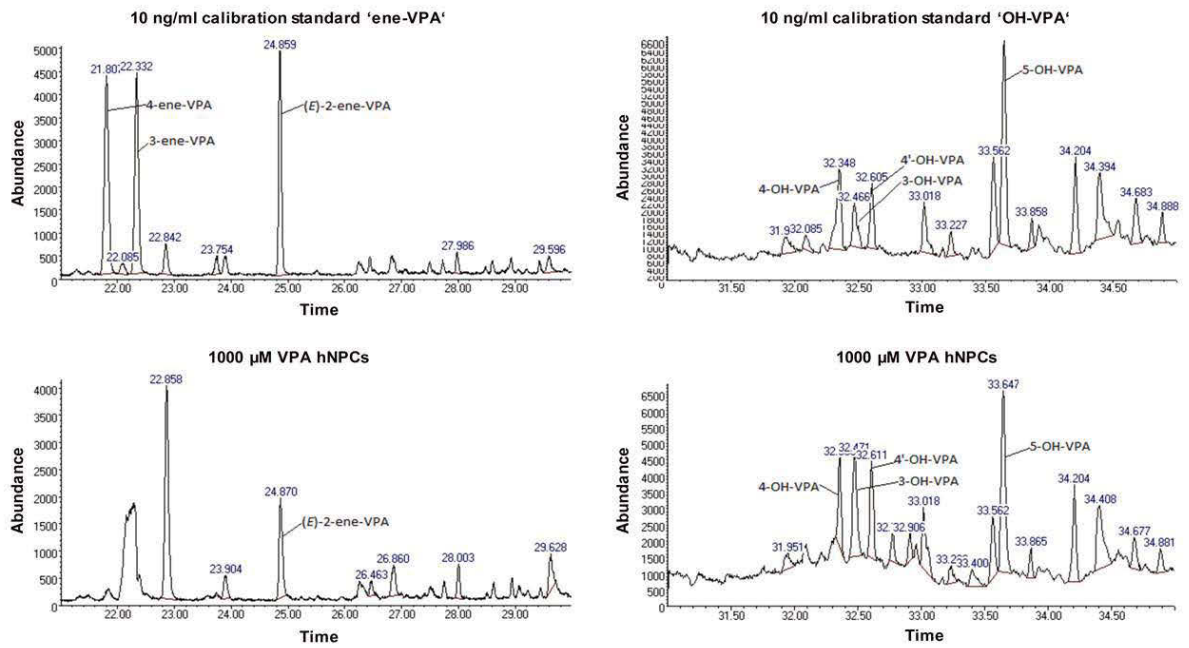 10 ng/ml calibration standard ‘ene-VPA‘
Abundance
5000
4500
4000
3500
3000
2500
2000
1500
1000
500
0
24.859
22.332
4-ene-VPA
3-ene-VPA
(E)-2-ene-VPA
22.085
22.842
23.754
27.986
29.596
22.00 23.00 24.00 25.00 26.00 27.00 28.00 29.00
Time
10 ng/ml calibration standard ‘OH-VPA‘
Abundance
6600
5-OH-VPA
33.562
34.204
34.394
32.348
4'-OH-VPA
32.605
4-OH-VPA
3-OH-VPA
32.466
33.018
34.683
34.888
33.858
33.227
32.085
0
31.50 32.00 32.50 33.00 33.50 34.00 34.50
Time
1000 µM VPA hNPCs
Abundance
4000
3500
3000
2500
2000
1500
1000
500
0
22.858
24.870
(E)-2-ene-VPA
23.904
26.463
26.860
28.003
29.628
22.00 23.00 24.00 25.00 26.00 27.00 28.00 29.00
Time
1000 µM VPA hNPCs
Abundance
6500
6000
5500
5000
4500
4000
3500
3000
2500
2000
1500
1000
500
0
33.647
5-OH-VPA
32.471
32.611
4'-OH-VPA
4-OH-VPA
3-OH-VPA
33.018
34.204
34.408
33.562
32.906
31.951
33.400
33.865
34.677
34.881
31.50 32.00 32.50 33.00 33.50 34.00 34.50
Time